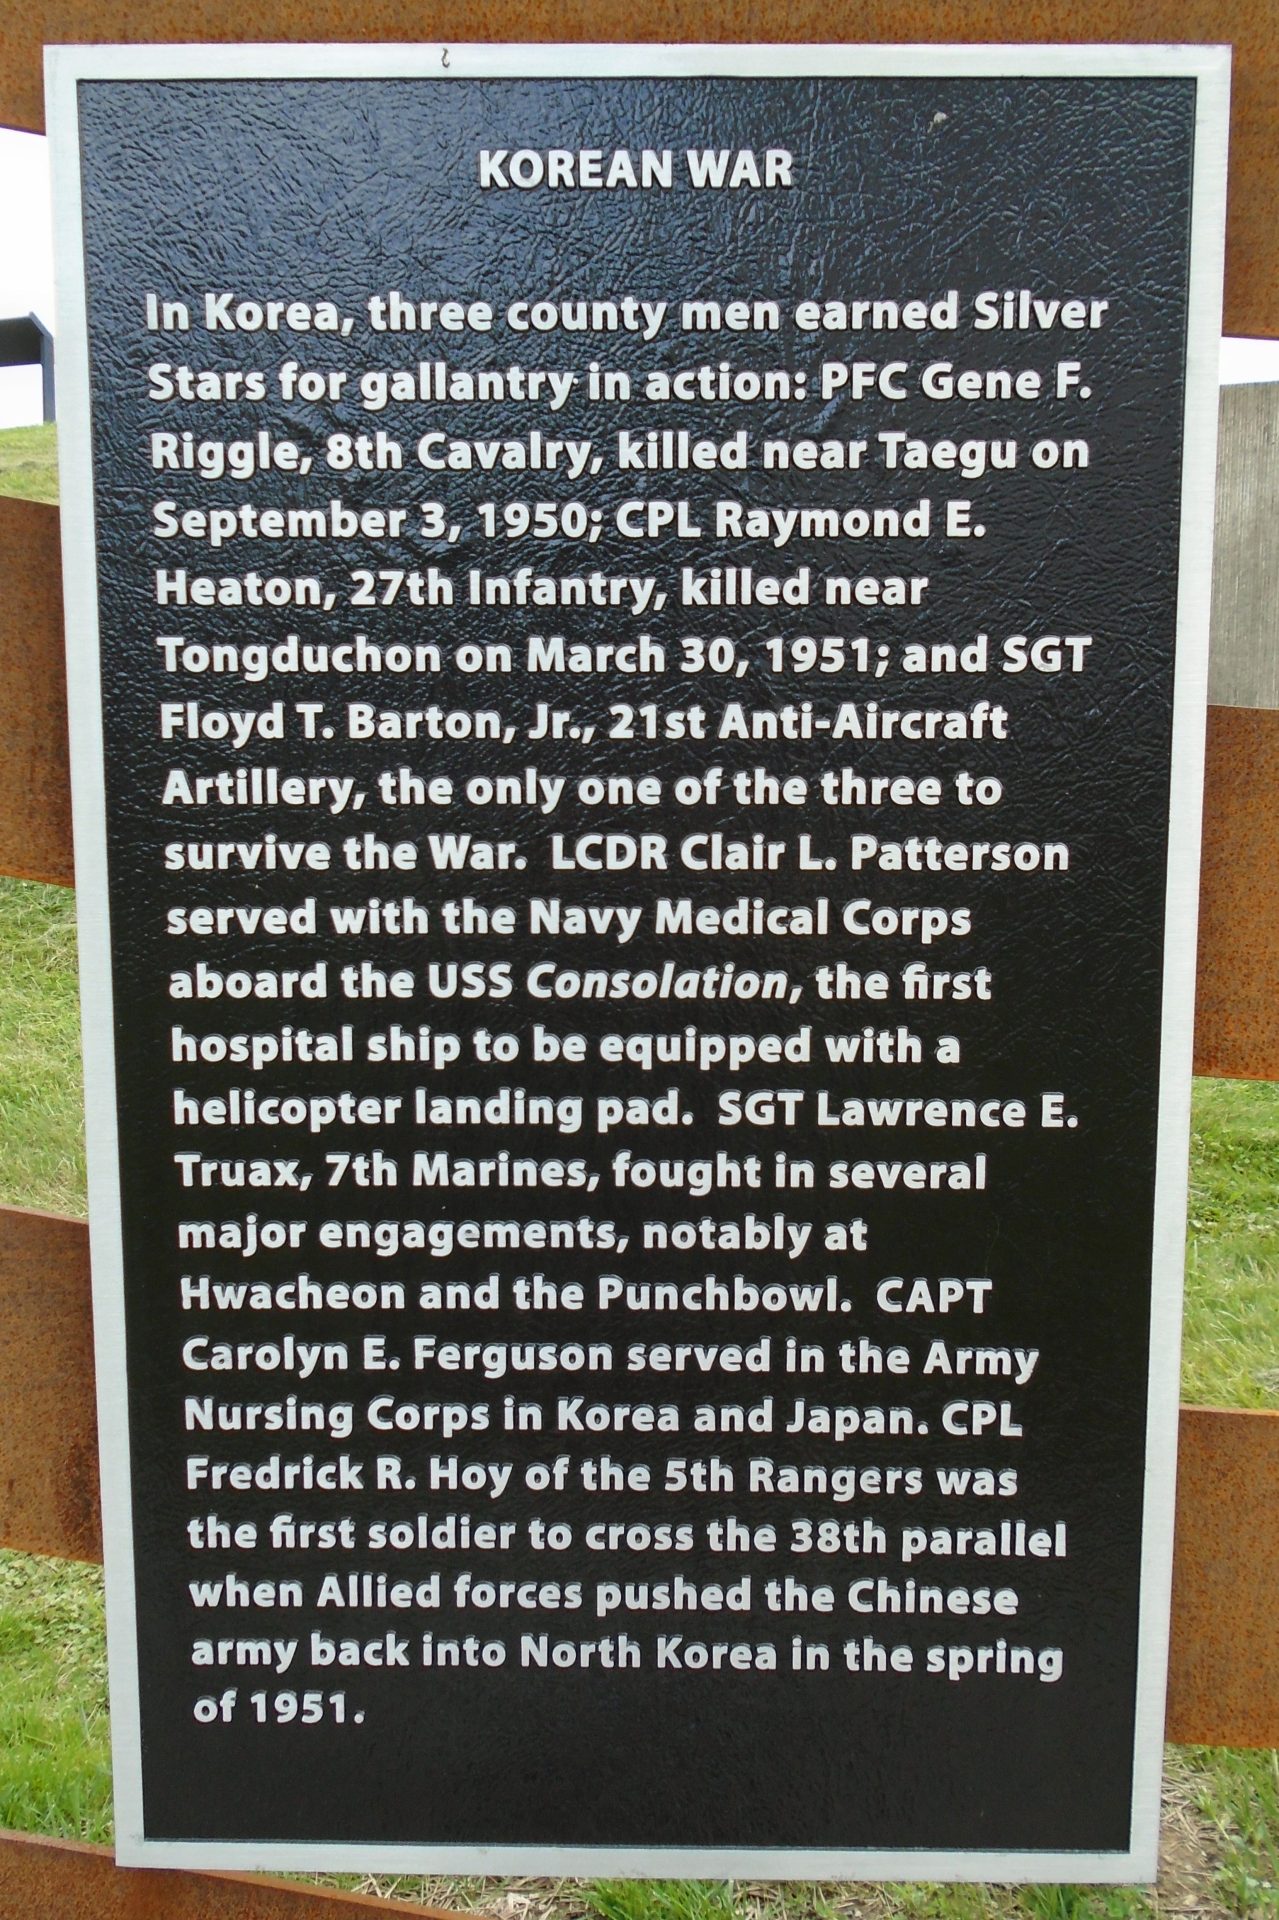 KOREAN WAR
In Korea, three county men earned Silver
Stars for gallantry in action: PFC Gene F.
Riggle, 8th Cavalry, killed near Taegu on
September 3, 1950; CPL Raymond E.
Heaton, 27th Infantry, killed near
Tongduchon on March 30, 1951; and SGT
Floyd T. Barton, Jr., 21st Anti-Aircraft
Artillery, the only one of the three to
survive the War. LCDR Clair L. Patterson
served with the Navy Medical Corps
aboard the USS Consolation, the first
hospital ship to be equipped with a
helicopter landing pad. SGT Lawrence E.
Truax, 7th Marines, fought in several
major engagements, notably at
Hwacheon and the Punchbowl. CAPT
Carolyn E. Ferguson served in the Army
Nursing Corps in Korea and Japan. CPL
Fredrick R. Hoy of the 5th Rangers was
the first soldier to cross the 38th parallel
when Allied forces pushed the Chinese
army back into North Korea in the spring
of 1951.